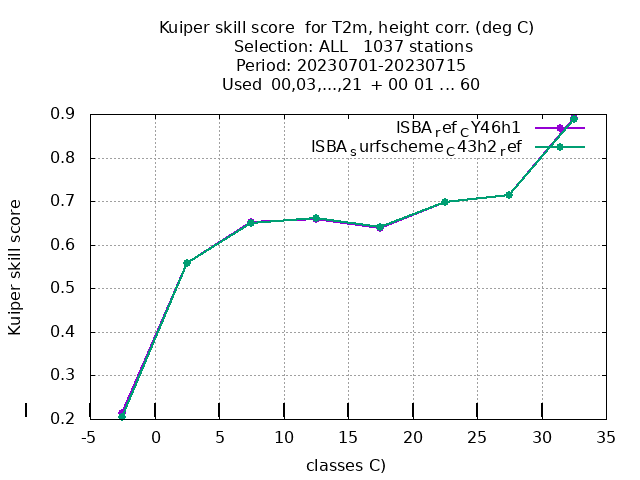 Kuiper skill score  for T2m, height corr. (deg C)
Selection: ALL   1037 stations
Period: 20230701-20230715
Used  00,03,...,21  + 00 01 ... 60
0.9
ISBAref_CY46h1
ISBAsurfscheme_C43h2_ref
0.8
0.7
0.6
0.5
0.4
0.3
0.2
Kuiper skill score
-5
0
5
10
15
20
25
30
35
classes C)